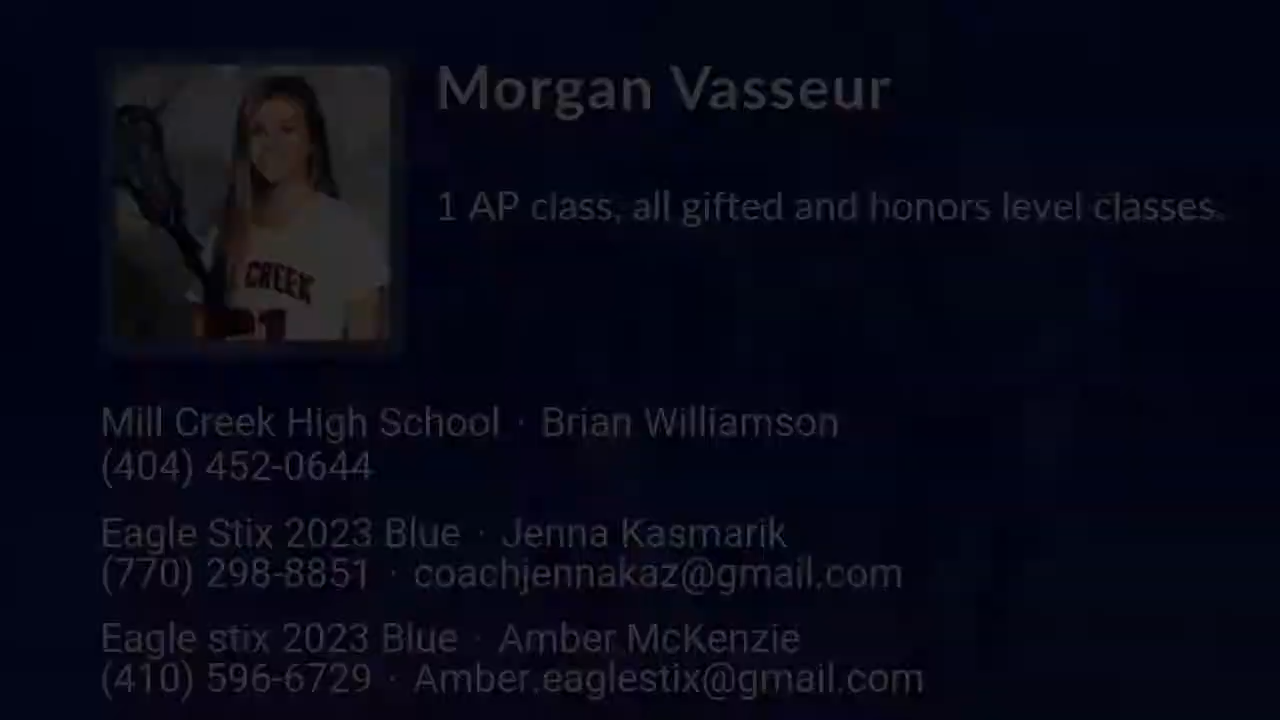 Morgan Vasseur
1 AP class, all gifted and honors level classes.
CREEK
Mill Creek High School · Brian Williamson
(404) 452-0644
Eagle Stix 2023 Blue · Jenna Kasmarik
(770) 298-8851 · coachjennakaz@gmail.com
Eagle stix 2023 Blue · Amber McKenzie
(410) 596-6729 · Amber.eaglestix@gmail.com